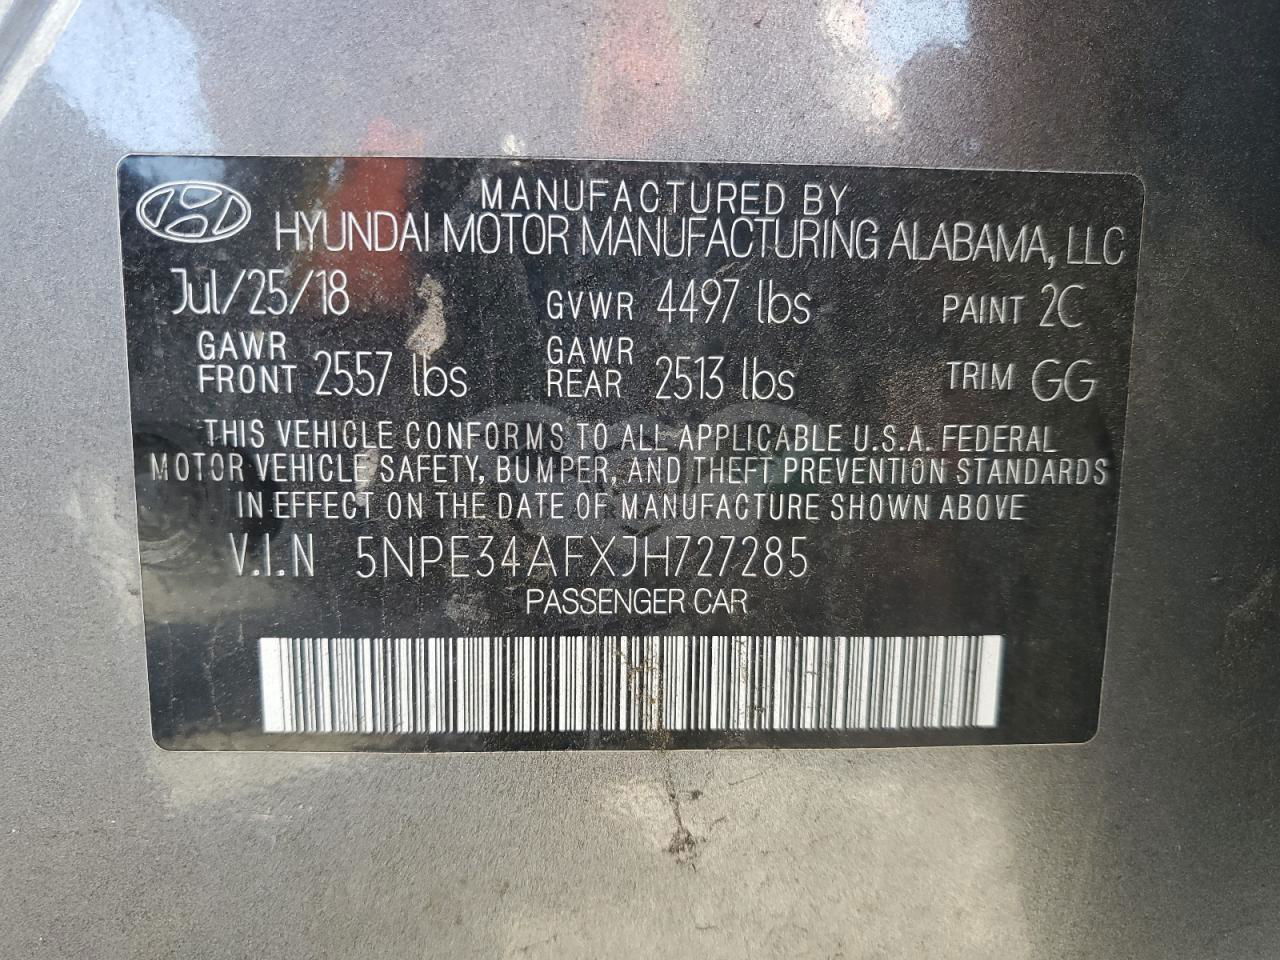 MANUFACTURED BY
HYUNDAI MOTOR MANUFACTURING ALABAMA, LLC
Jul/25/18 GVWR 4497 lbs PAINT 2C
GAWR FRONT 2557 lbs GAWR REAR 2513 lbs TRIM GG
THIS VEHICLE CONFORMS TO ALL APPLICABLE U.S.A. FEDERAL
MOTOR VEHICLE SAFETY, BUMPER, AND THEFT PREVENTION STANDARDS
IN EFFECT ON THE DATE OF MANUFACTURE SHOWN ABOVE
V.I.N 5NPE34AFXJH727285
PASSENGER CAR